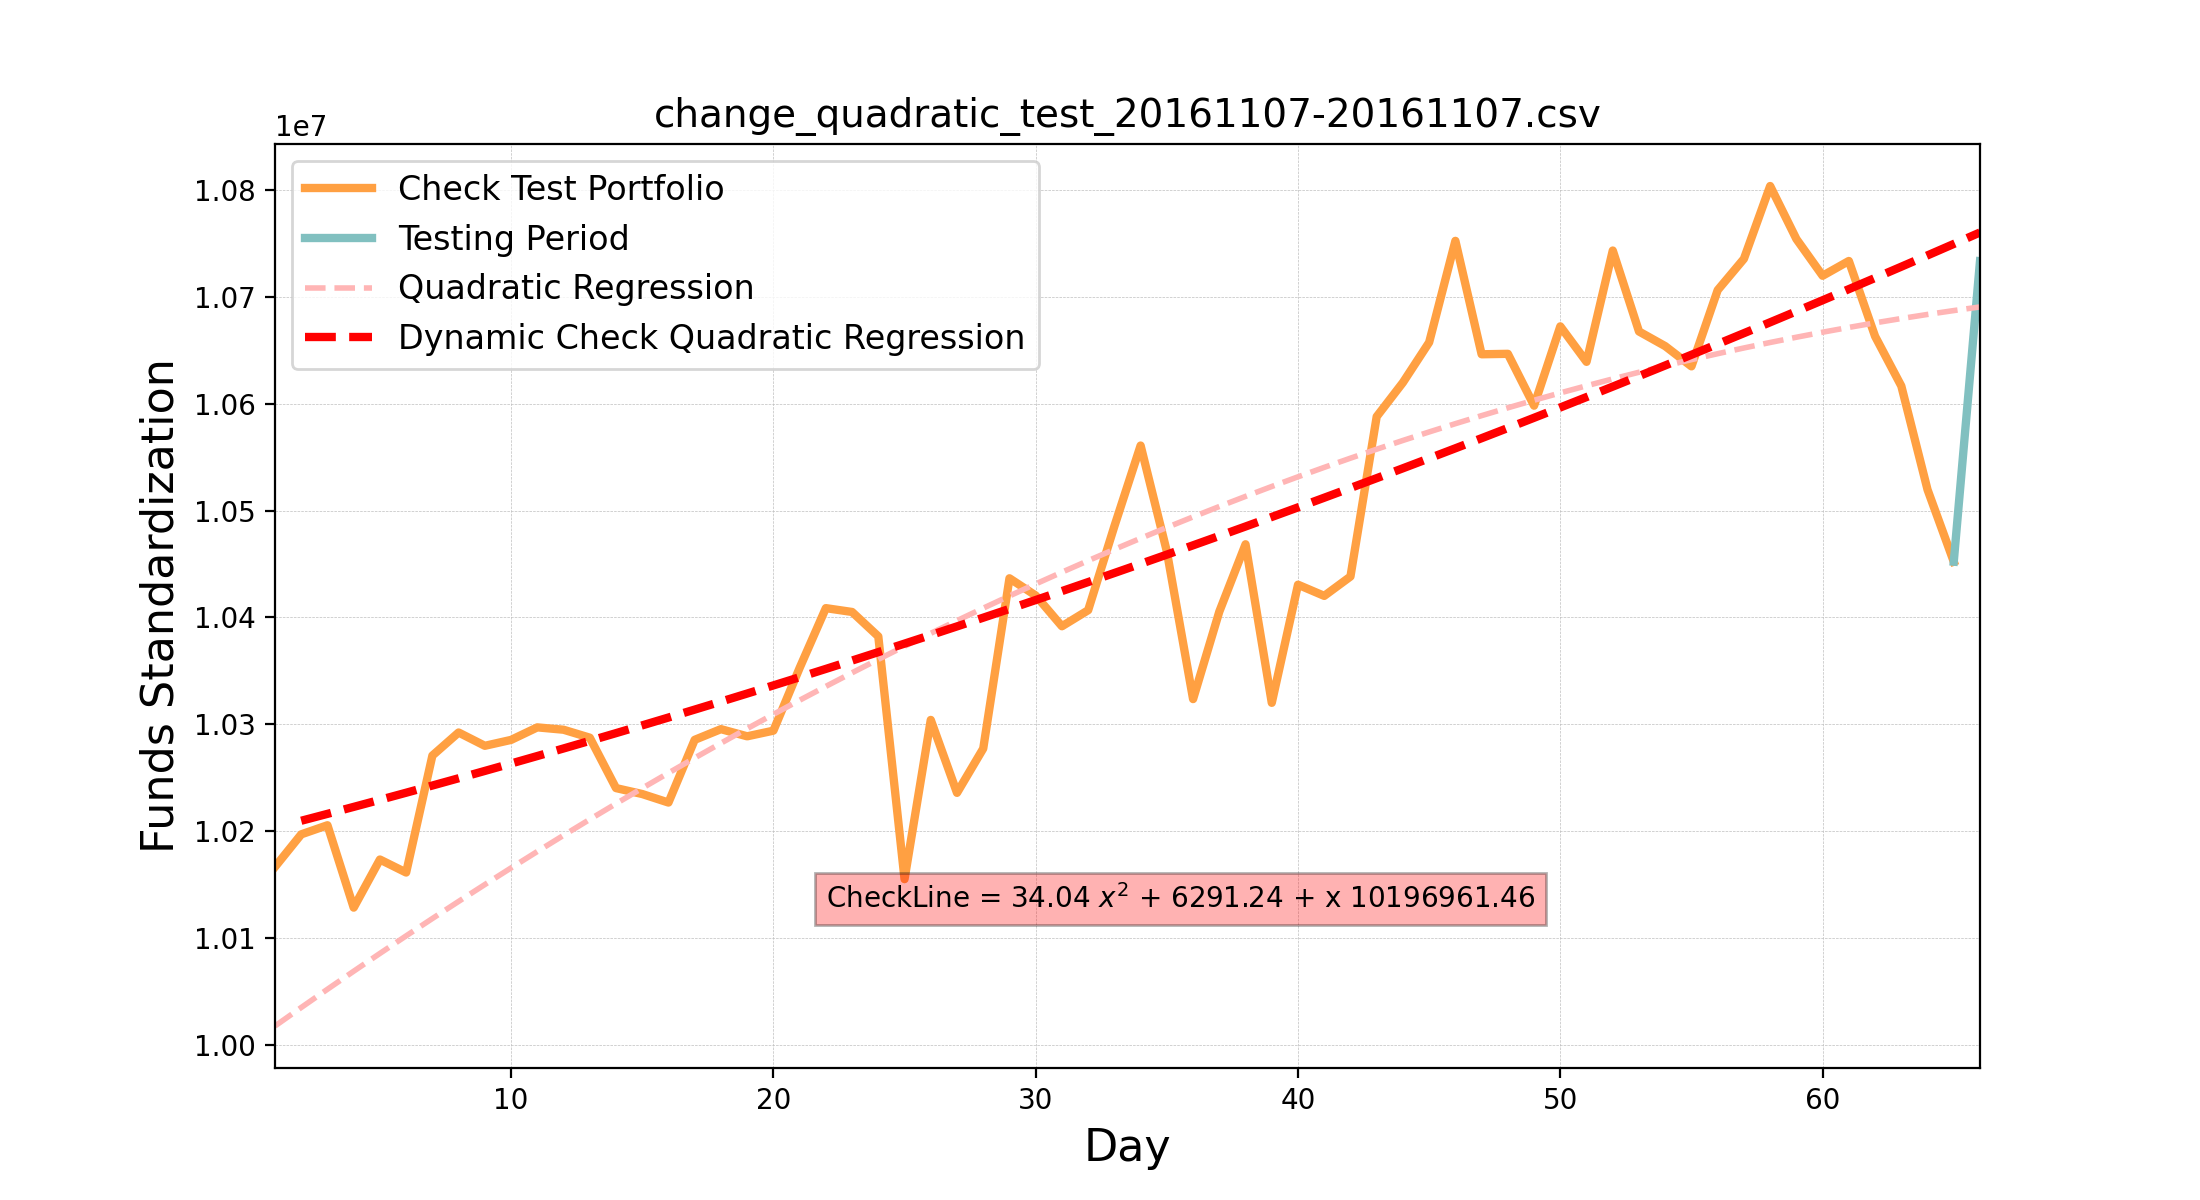 change_quadratic_test_20161107-20161107.csv
1e7
Check Test Portfolio
Testing Period
Quadratic Regression
Dynamic Check Quadratic Regression
Funds Standardization
1.08
1.07
1.06
1.05
1.04
1.03
1.02
1.01
1.00
CheckLine = 34.04 x² + 6291.24 + x 10196961.46
10 20 30 40 50 60
Day